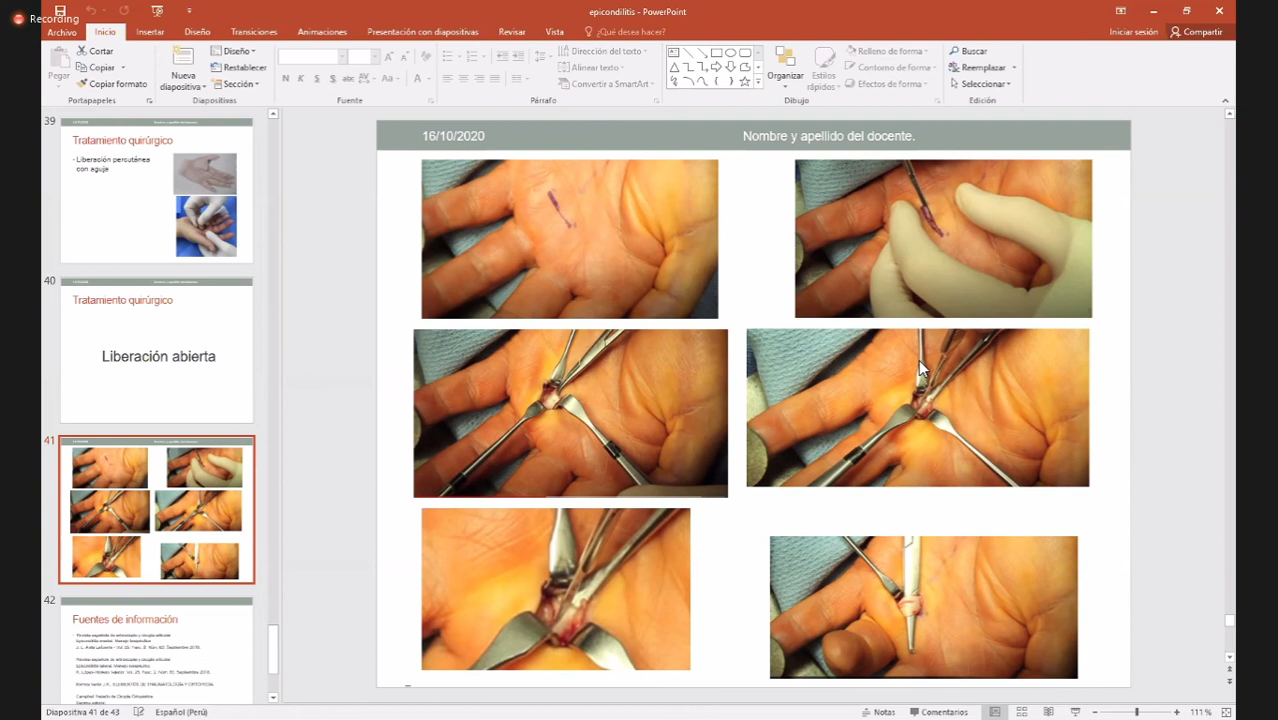 Recording
epicondilitis - PowerPoint
Archivo Inicio Insertar Diseño Transiciones Animaciones Presentación con diapositivas Revisar Vista ¿Qué desea hacer? Iniciar sesión Compartir
Pegar
Cortar
Copiar
Copiar formato
Portapapeles
Nueva
diapositiva
Diseño
Restablecer
Sección
Diapositivas
N K S S abc AV Aa A
Fuente
Dirección del texto
Alinear texto
Convertir a SmartArt
Párrafo
Organizar
Estilos
rápidos
Relleno de forma
Contorno de forma
Efectos de forma
Dibujo
Buscar
Reemplazar
Seleccionar
Edición
39
Tratamiento quirúrgico
- Liberación percutánea
con aguja
40
Tratamiento quirúrgico
Liberación abierta
41
42
Fuentes de información
16/10/2020 Nombre y apellido del docente.
Diapositiva 41 de 43 Español (Perú) Notas Comentarios 111 %